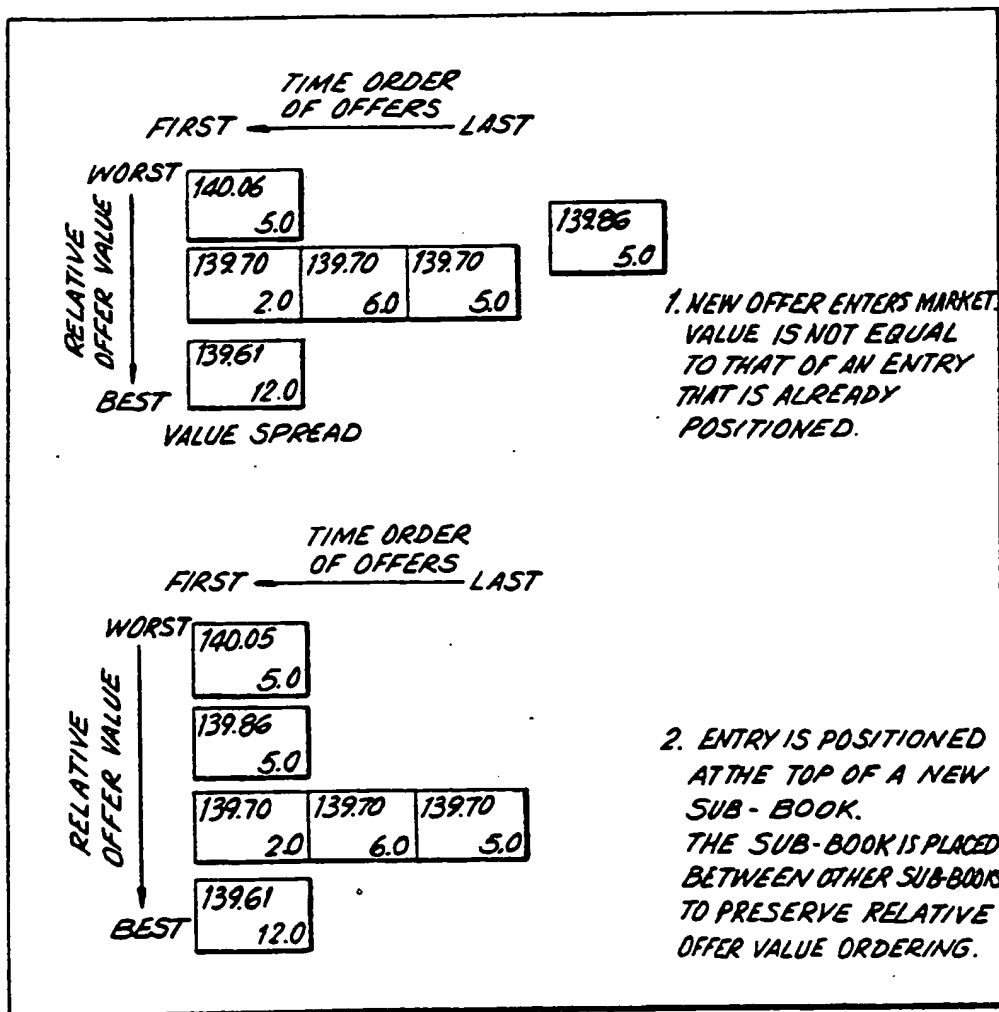 TIME ORDER
OF OFFERS
FIRST LAST
WORST
RELATIVE
OFFER VALUE
BEST
140.06
5.0
139.86
5.0
139.70 139.70 139.70
2.0 6.0 5.0
139.61
12.0
VALUE SPREAD
1. NEW OFFER ENTERS MARKET.
VALUE IS NOT EQUAL
TO THAT OF AN ENTRY
THAT IS ALREADY
POSITIONED.
TIME ORDER
OF OFFERS
FIRST LAST
WORST
RELATIVE
OFFER VALUE
BEST
140.05
5.0
139.86
5.0
139.70 139.70 139.70
2.0 6.0 5.0
139.61
12.0
2. ENTRY IS POSITIONED
AT THE TOP OF A NEW
SUB-BOOK.
THE SUB-BOOK IS PLACED
BETWEEN OTHER SUB-BOOKS
TO PRESERVE RELATIVE
OFFER VALUE ORDERING.